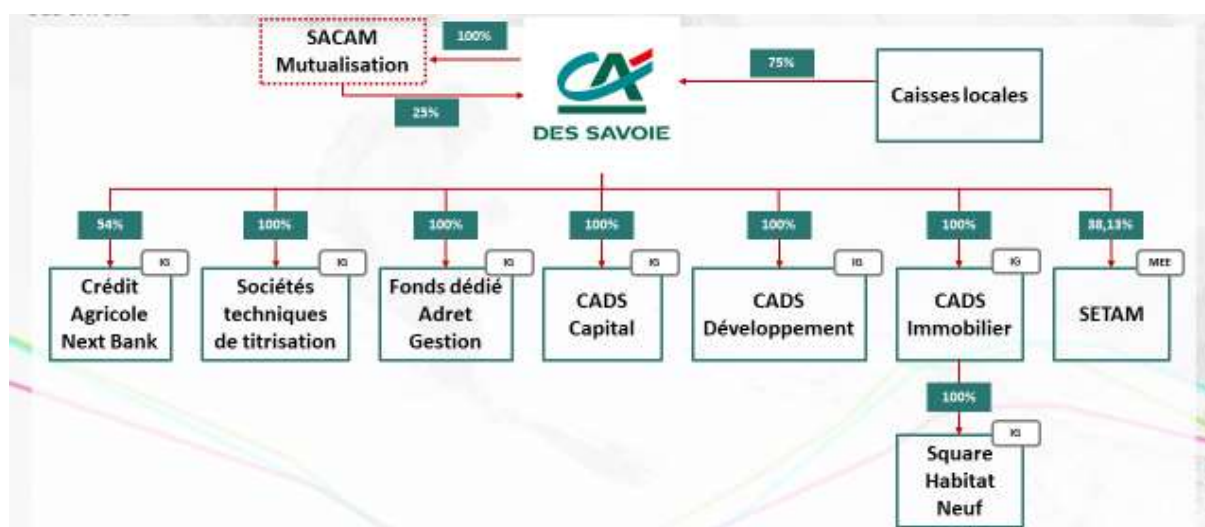 SACAM
Mutualisation
100%
25%
CA
DES SAVOIE
75%
Caisses locales
54%
100%
100%
100%
100%
100%
38,13%
IG
IG
IG
IG
IG
IG
MEE
Crédit
Agricole
Next Bank
Sociétés
techniques
de titrisation
Fonds dédié
Adret
Gestion
CADS
Capital
CADS
Développement
CADS
Immobilier
SETAM
100%
IG
Square
Habitat
Neuf